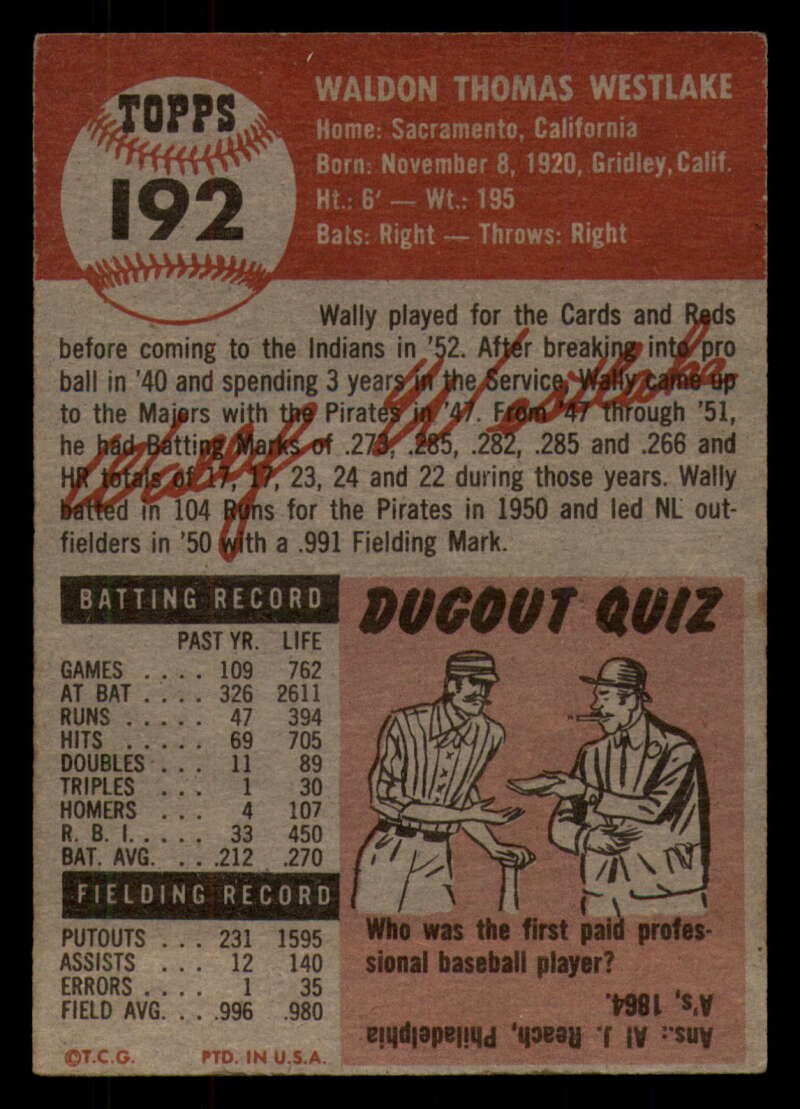 TOPPS
192
WALDON THOMAS WESTLAKE
Home: Sacramento, California
Born: November 8, 1920, Gridley, Calif.
Ht.: 6′ — Wt.: 195
Bats: Right — Throws: Right
Wally played for the Cards and Reds
before coming to the Indians in '52. After breaking into pro
ball in '40 and spending 3 years in the Service, Wally came up
to the Majors with the Pirates in '47. From '47 through '51,
he had Batting Marks of .273, .285, .282, .285 and .266 and
HR totals of 17, 17, 23, 24 and 22 during those years. Wally
batted in 104 Runs for the Pirates in 1950 and led NL out-
fielders in '50 with a .991 Fielding Mark.
Wally Westlake
BATTING RECORD
PAST YR. LIFE
GAMES . . . . 109 762
AT BAT . . . . 326 2611
RUNS . . . . . 47 394
HITS . . . . . 69 705
DOUBLES . . . 11 89
TRIPLES . . . 1 30
HOMERS . . . 4 107
R. B. I. . . . . 33 450
BAT. AVG. . . .212 .270
FIELDING RECORD
PUTOUTS . . . 231 1595
ASSISTS . . . 12 140
ERRORS . . . . 1 35
FIELD AVG. . . .996 .980
©T.C.G. PTD. IN U.S.A.
DUGOUT QUIZ
Who was the first paid profes-
sional baseball player?
Ans.: Al J. Reach, Philadelphia
A's, 1864.